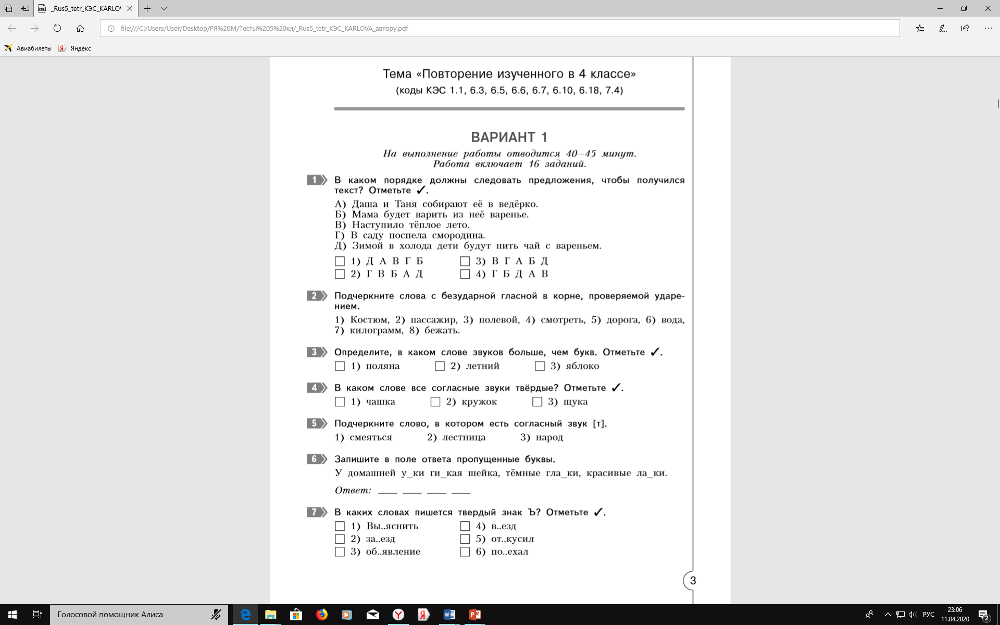 _Rus5_tetr_КЭС_KARLOV
file:///C:/Users/User/Desktop/РЯ%20М/Тесты%205%20кл/_Rus5_tetr_КЭС_KARLOVA_автору.pdf
Авиабилеты Яндекс
Тема «Повторение изученного в 4 классе»
(коды КЭС 1.1, 6.3, 6.5, 6.6, 6.7, 6.10, 6.18, 7.4)
ВАРИАНТ 1
На выполнение работы отводится 40–45 минут.
Работа включает 16 заданий.
1 В каком порядке должны следовать предложения, чтобы получился
текст? Отметьте ✓.
А) Даша и Таня собирают её в ведёрко.
Б) Мама будет варить из неё варенье.
В) Наступило тёплое лето.
Г) В саду поспела смородина.
Д) Зимой в холода дети будут пить чай с вареньем.
1) Д А В Г Б 3) В Г А Б Д
2) Г В Б А Д 4) Г Б Д А В
2 Подчеркните слова с безударной гласной в корне, проверяемой ударе-
нием.
1) Костюм, 2) пассажир, 3) полевой, 4) смотреть, 5) дорога, 6) вода,
7) килограмм, 8) бежать.
3 Определите, в каком слове звуков больше, чем букв. Отметьте ✓.
1) поляна 2) летний 3) яблоко
4 В каком слове все согласные звуки твёрдые? Отметьте ✓.
1) чашка 2) кружок 3) щука
5 Подчеркните слово, в котором есть согласный звук [т].
1) смеяться 2) лестница 3) народ
6 Запишите в поле ответа пропущенные буквы.
У домашней у_ки ги_кая шейка, тёмные гла_ки, красивые ла_ки.
Ответ: ___ ___ ___ ___
7 В каких словах пишется твердый знак Ъ? Отметьте ✓.
1) Вы..яснить 4) в..езд
2) за..езд 5) от..кусил
3) об..явление 6) по..ехал
3
Голосовой помощник Алиса
РУС
23:06
11.04.2020
2